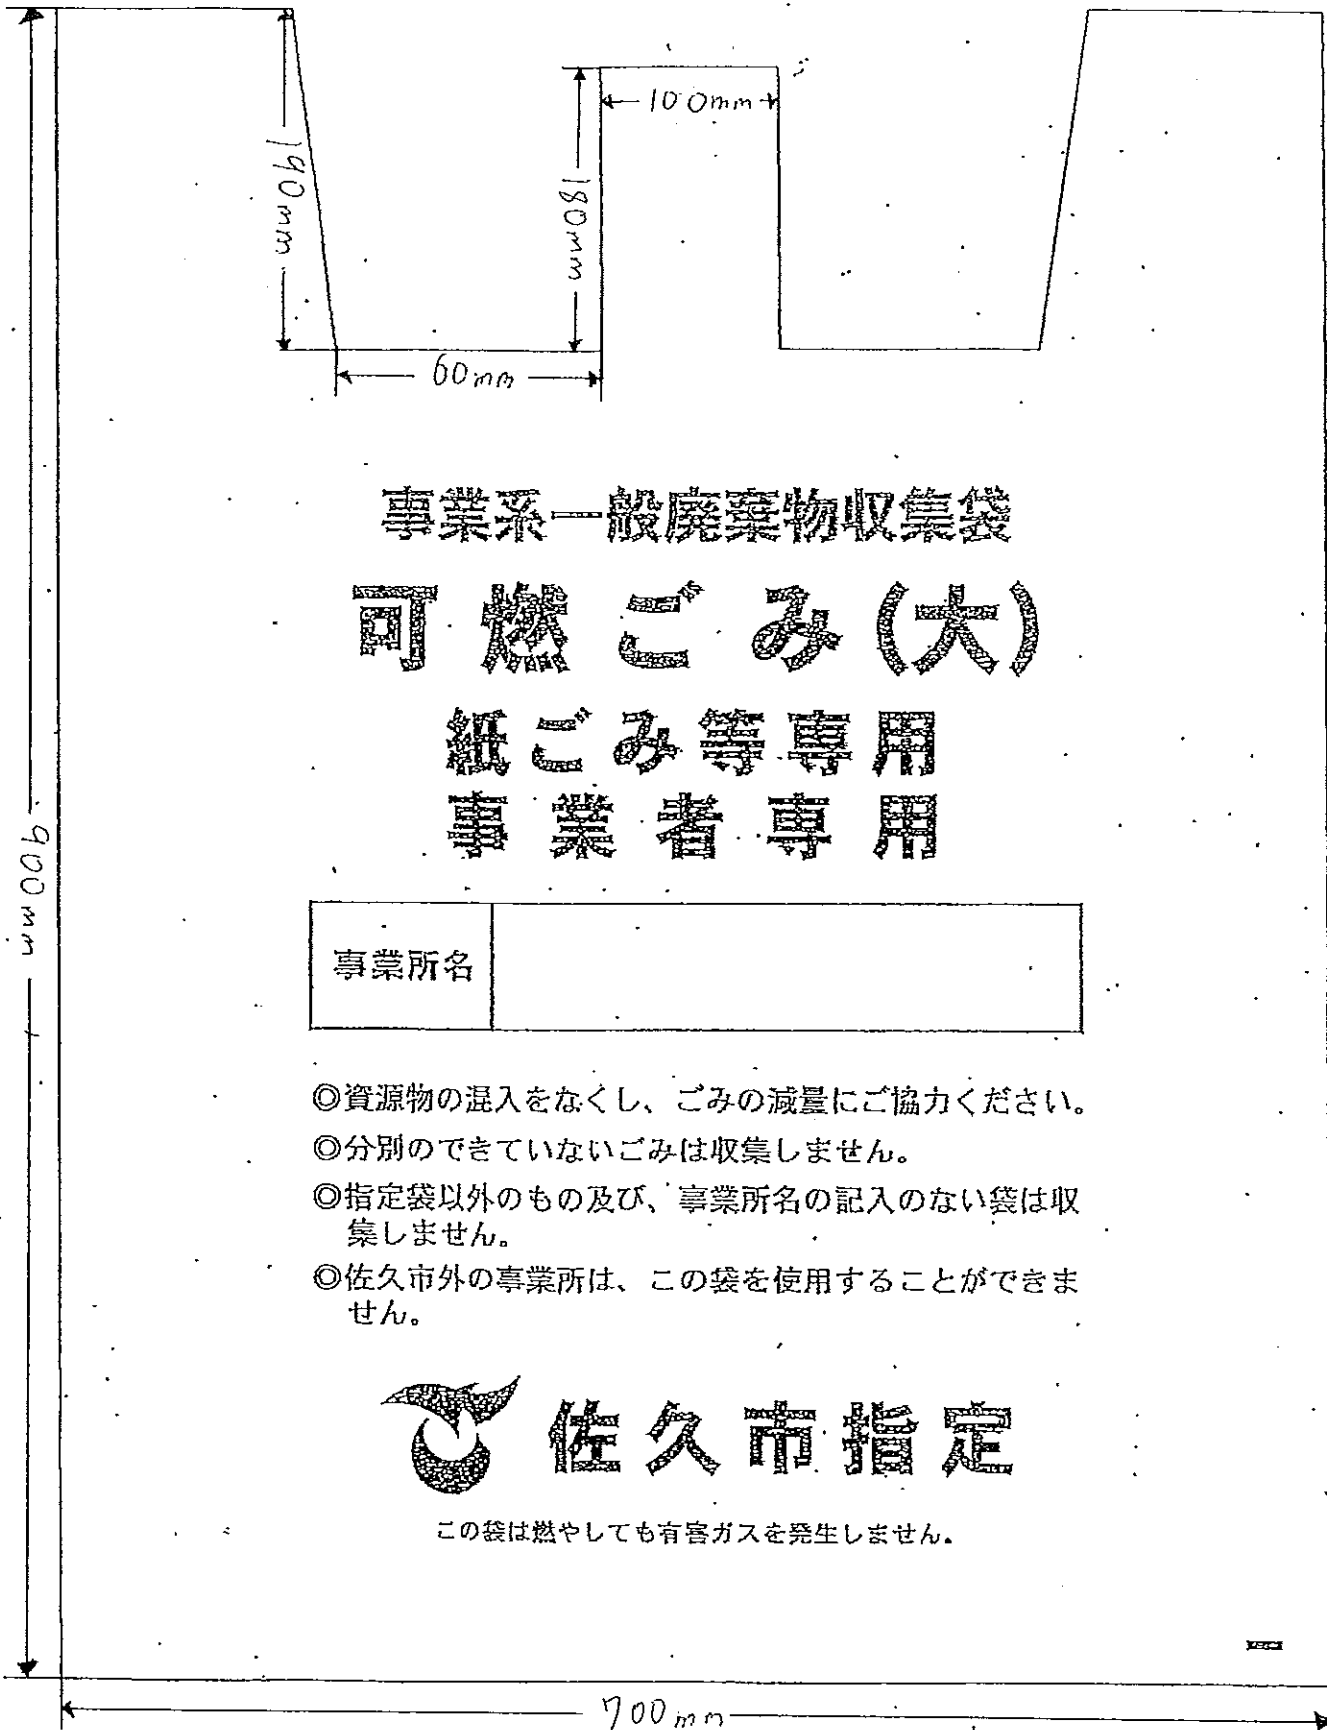 100mm
190mm
180mm
60mm
事業系一般廃棄物収集袋
可燃ごみ(大)
紙ごみ等専用
事業者専用
900mm
事業所名
◎資源物の混入をなくし、ごみの減量にご協力ください。
◎分別のできていないごみは収集しません。
◎指定袋以外のもの及び、事業所名の記入のない袋は収
集しません。
◎佐久市外の事業所は、この袋を使用することができま
せん。
佐久市指定
この袋は燃やしても有害ガスを発生しません。
700mm